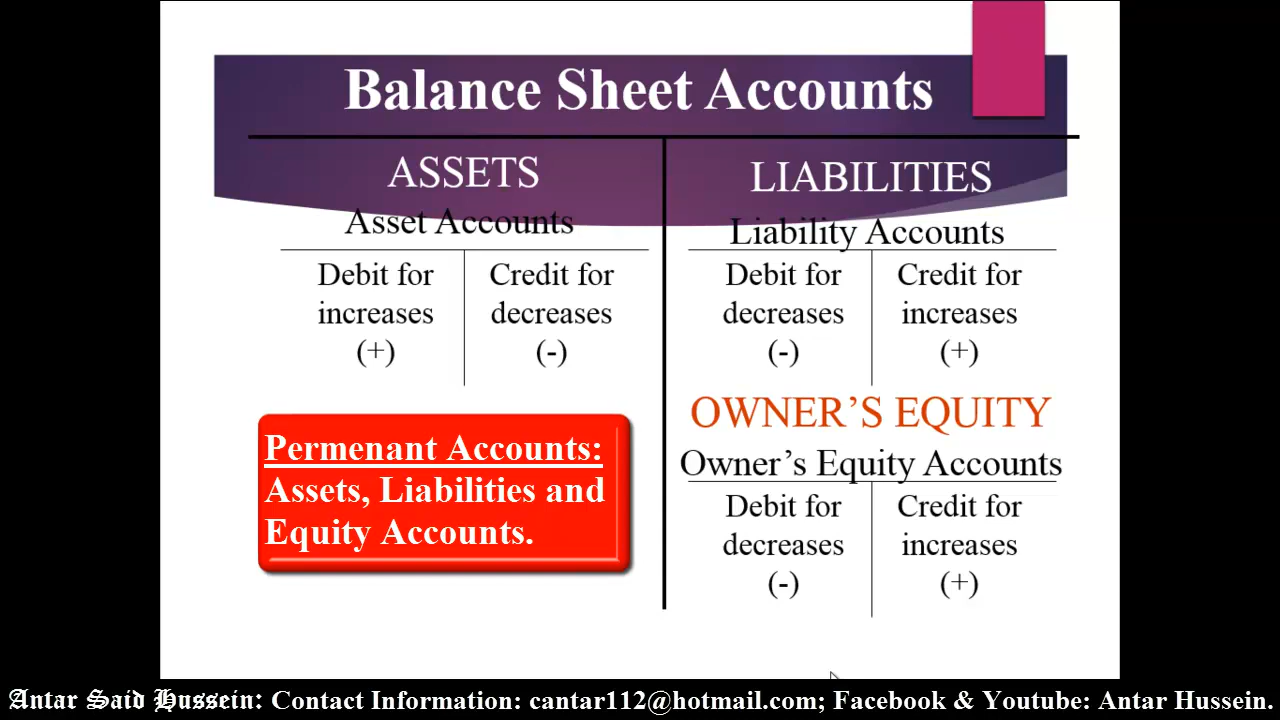 Balance Sheet Accounts
ASSETS
Asset Accounts
Debit for
increases
(+)
Credit for
decreases
(-)
LIABILITIES
Liability Accounts
Debit for
decreases
(-)
Credit for
increases
(+)
Permenant Accounts:
Assets, Liabilities and
Equity Accounts.
OWNER’S EQUITY
Owner’s Equity Accounts
Debit for
decreases
(-)
Credit for
increases
(+)
Antar Said Hussein: Contact Information: cantar112@hotmail.com; Facebook & Youtube: Antar Hussein.